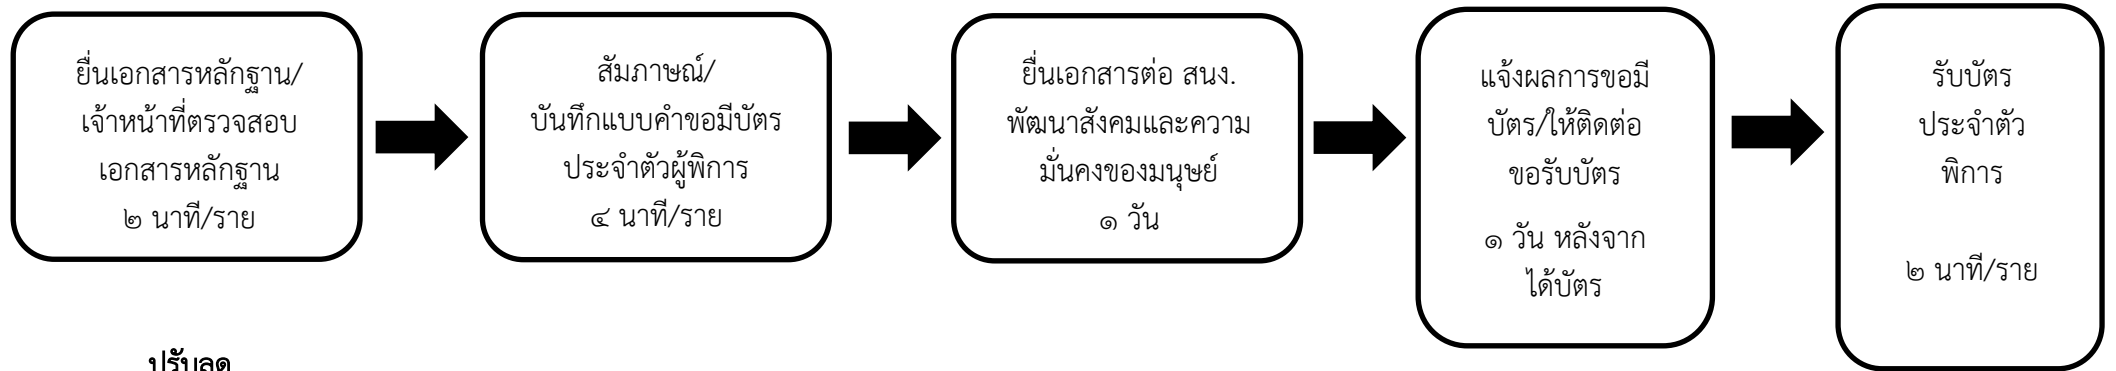 ยื่นเอกสารหลักฐาน/
เจ้าหน้าที่ตรวจสอบ
เอกสารหลักฐาน
๒ นาที/ราย
สัมภาษณ์/
บันทึกแบบคำขอมีบัตร
ประจำตัวผู้พิการ
๔ นาที/ราย
ยื่นเอกสารต่อ สนง.
พัฒนาสังคมและความ
มั่นคงของมนุษย์
๑ วัน
แจ้งผลการขอมี
บัตร/ให้ติดต่อ
ขอรับบัตร
๑ วัน หลังจาก
ได้บัตร
รับบัตร
ประจำตัว
พิการ
๒ นาที/ราย
ปรับลด